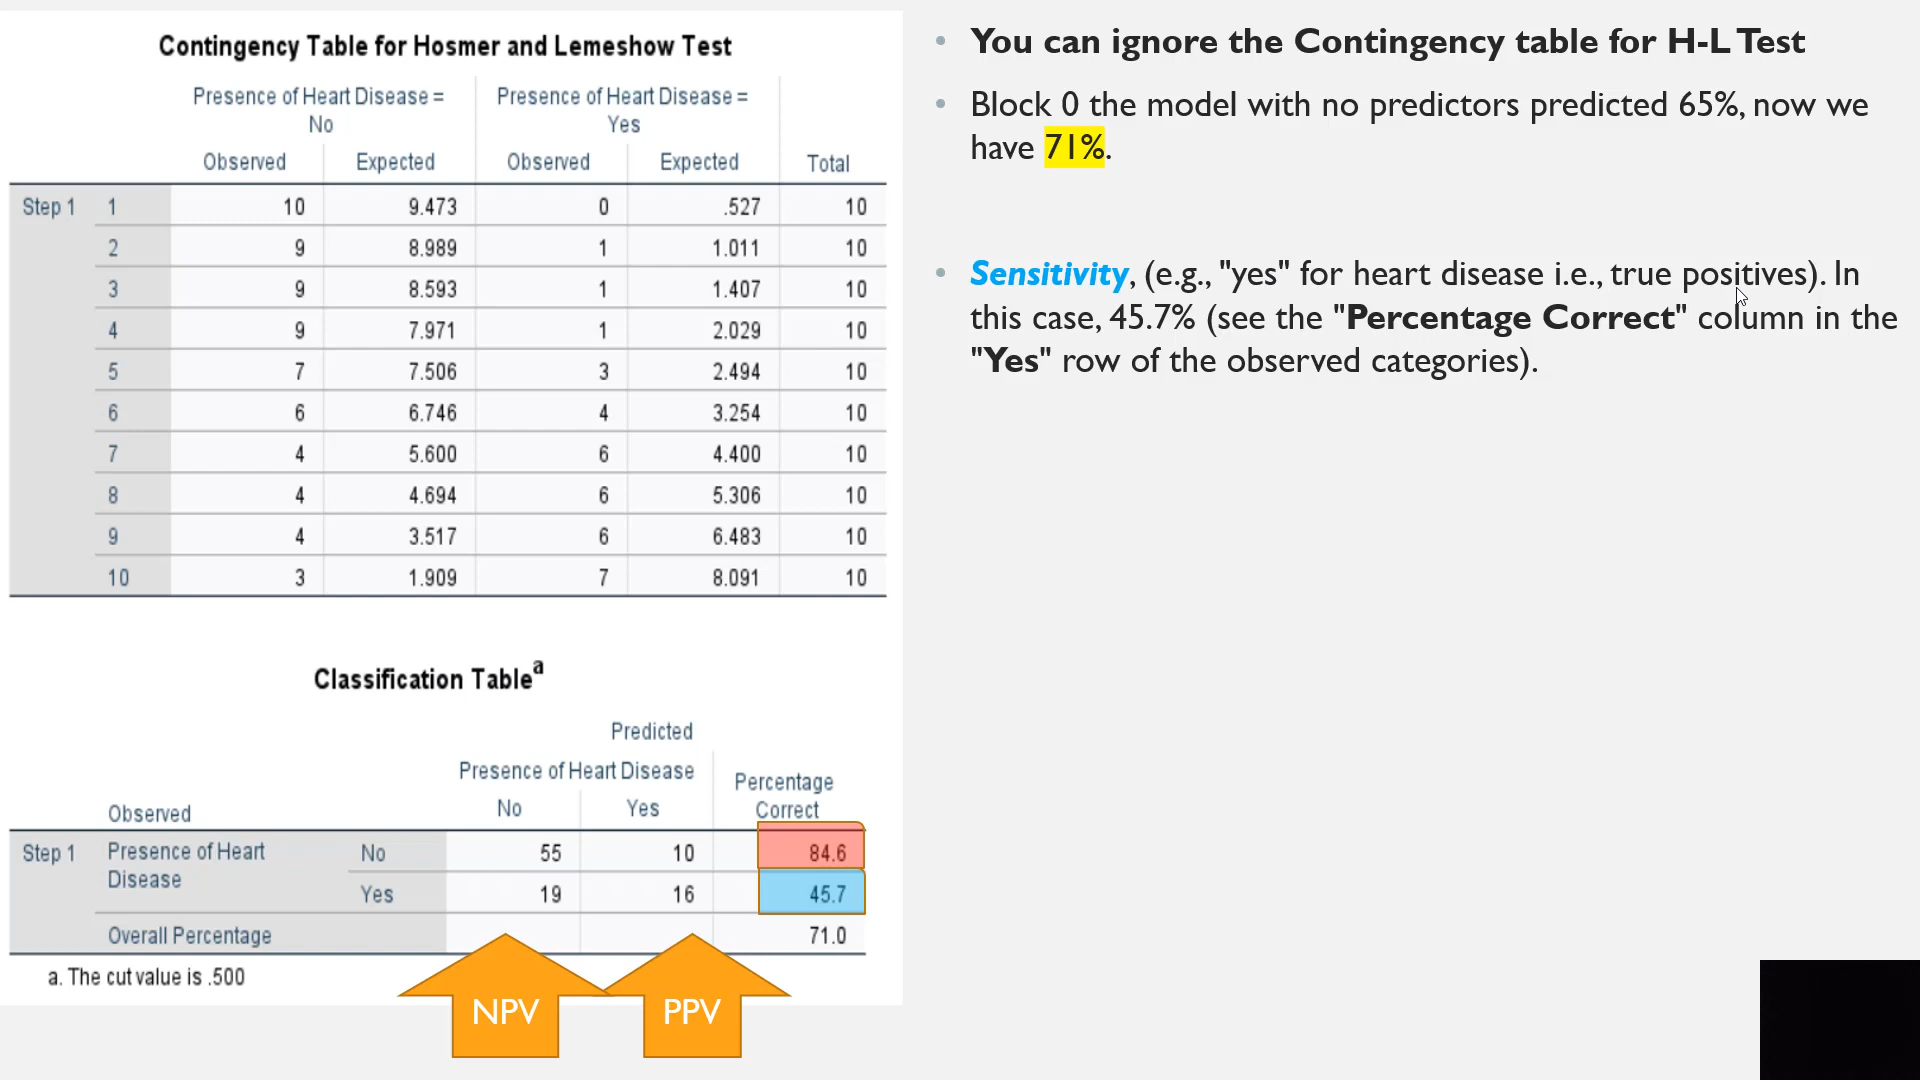 Contingency Table for Hosmer and Lemeshow Test
Presence of Heart Disease = No Presence of Heart Disease = Yes
Observed Expected Observed Expected Total
Step 1 1 10 9.473 0 .527 10
2 9 8.989 1 1.011 10
3 9 8.593 1 1.407 10
4 9 7.971 1 2.029 10
5 7 7.506 3 2.494 10
6 6 6.746 4 3.254 10
7 4 5.600 6 4.400 10
8 4 4.694 6 5.306 10
9 4 3.517 6 6.483 10
10 3 1.909 7 8.091 10
Classification Table^a
Predicted
Presence of Heart Disease Percentage Correct
Observed No Yes
Step 1 Presence of Heart Disease No 55 10 84.6
Yes 19 16 45.7
Overall Percentage 71.0
a. The cut value is .500
NPV PPV
• You can ignore the Contingency table for H-L Test
• Block 0 the model with no predictors predicted 65%, now we
have 71%.
• Sensitivity, (e.g., "yes" for heart disease i.e., true positives). In
this case, 45.7% (see the "Percentage Correct" column in the
"Yes" row of the observed categories).